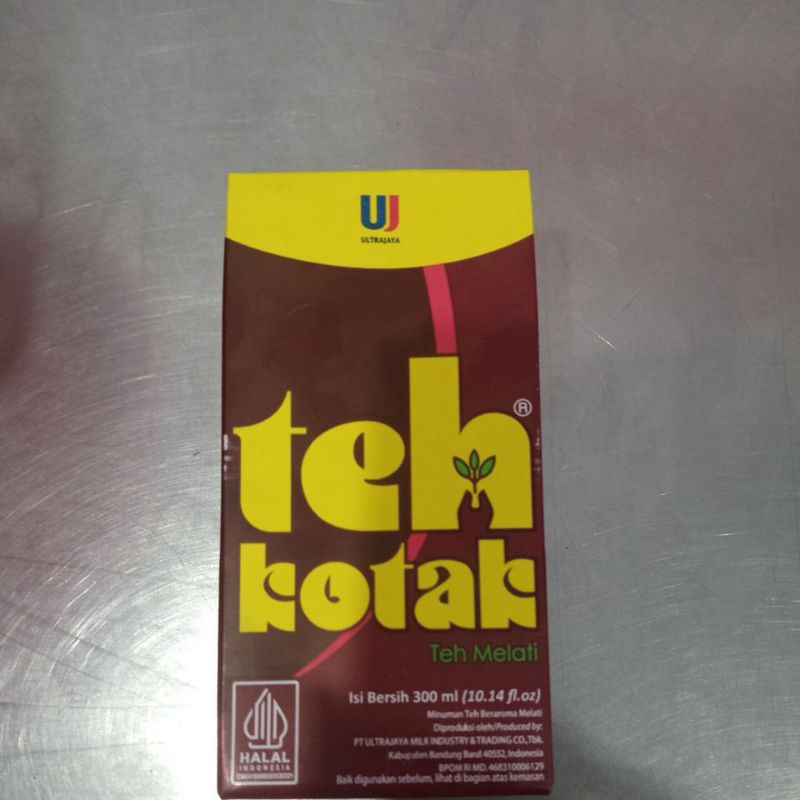 UJ
ULTRAJAYA
teh
®
kotak
Teh Melati
Isi Bersih 300 ml (10.14 fl.oz)
Minuman Teh Beraroma Melati
Diproduksi oleh/Produced by:
PT ULTRAJAYA MILK INDUSTRY & TRADING CO.,Tbk.
Kabupaten Bandung Barat 40552, Indonesia
BPOM RI MD. 468310006129
Baik digunakan sebelum, lihat di bagian atas kemasan
HALAL
INDONESIA